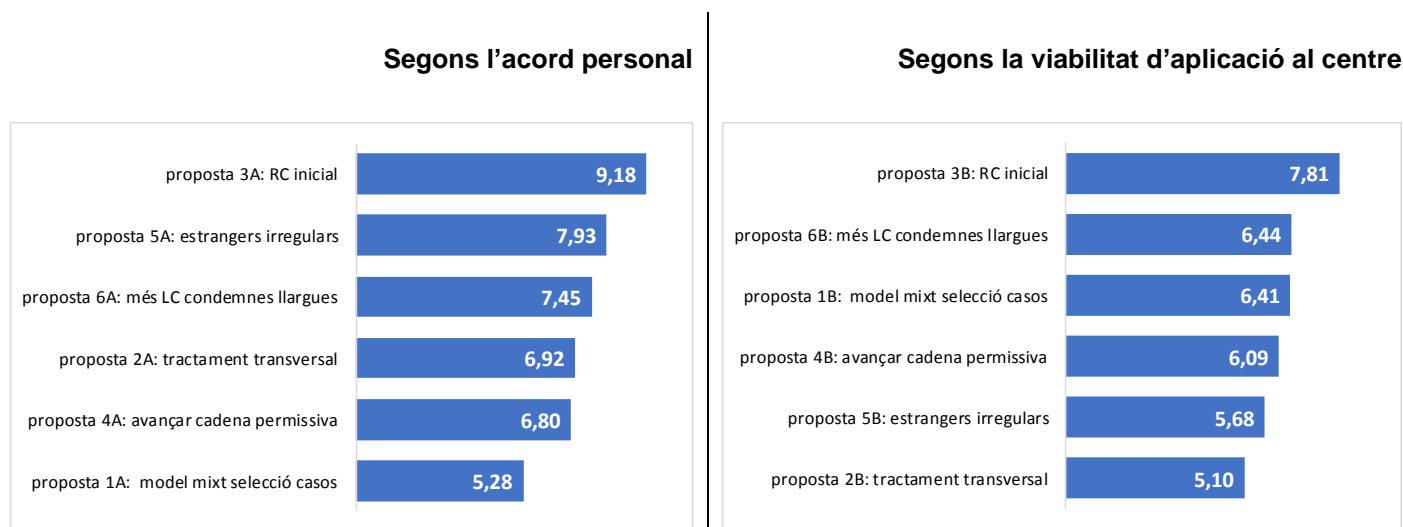 Segons l’acord personal
proposta 3A: RC inicial 9,18
proposta 5A: estrangers irregulars 7,93
proposta 6A: més LC condemnes llargues 7,45
proposta 2A: tractament transversal 6,92
proposta 4A: avançar cadena permissiva 6,80
proposta 1A: model mixt selecció casos 5,28
Segons la viabilitat d’aplicació al centre
proposta 3B: RC inicial 7,81
proposta 6B: més LC condemnes llargues 6,44
proposta 1B: model mixt selecció casos 6,41
proposta 4B: avançar cadena permissiva 6,09
proposta 5B: estrangers irregulars 5,68
proposta 2B: tractament transversal 5,10